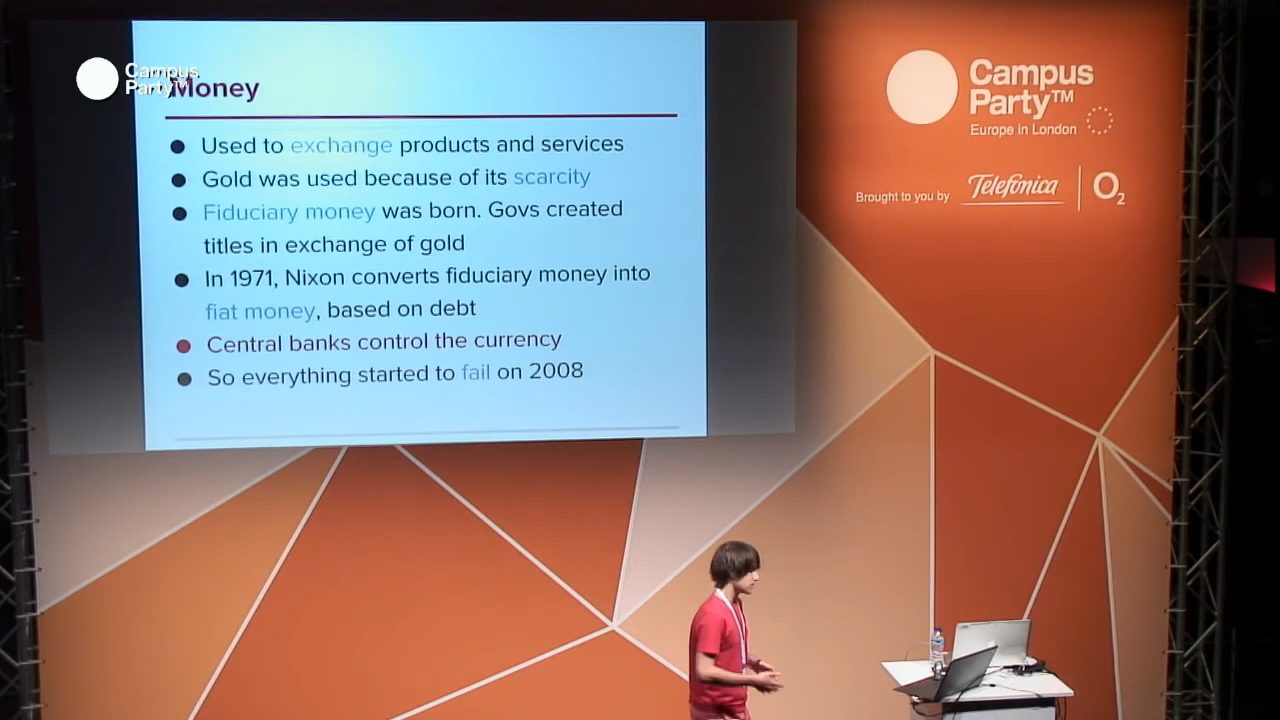 Campus
Party™
Money
Used to exchange products and services
Gold was used because of its scarcity
Fiduciary money was born. Govs created
titles in exchange of gold
In 1971, Nixon converts fiduciary money into
fiat money, based on debt
Central banks control the currency
So everything started to fail on 2008
Campus
Party™
Europe in London
Brought to you by
Telefónica
O2